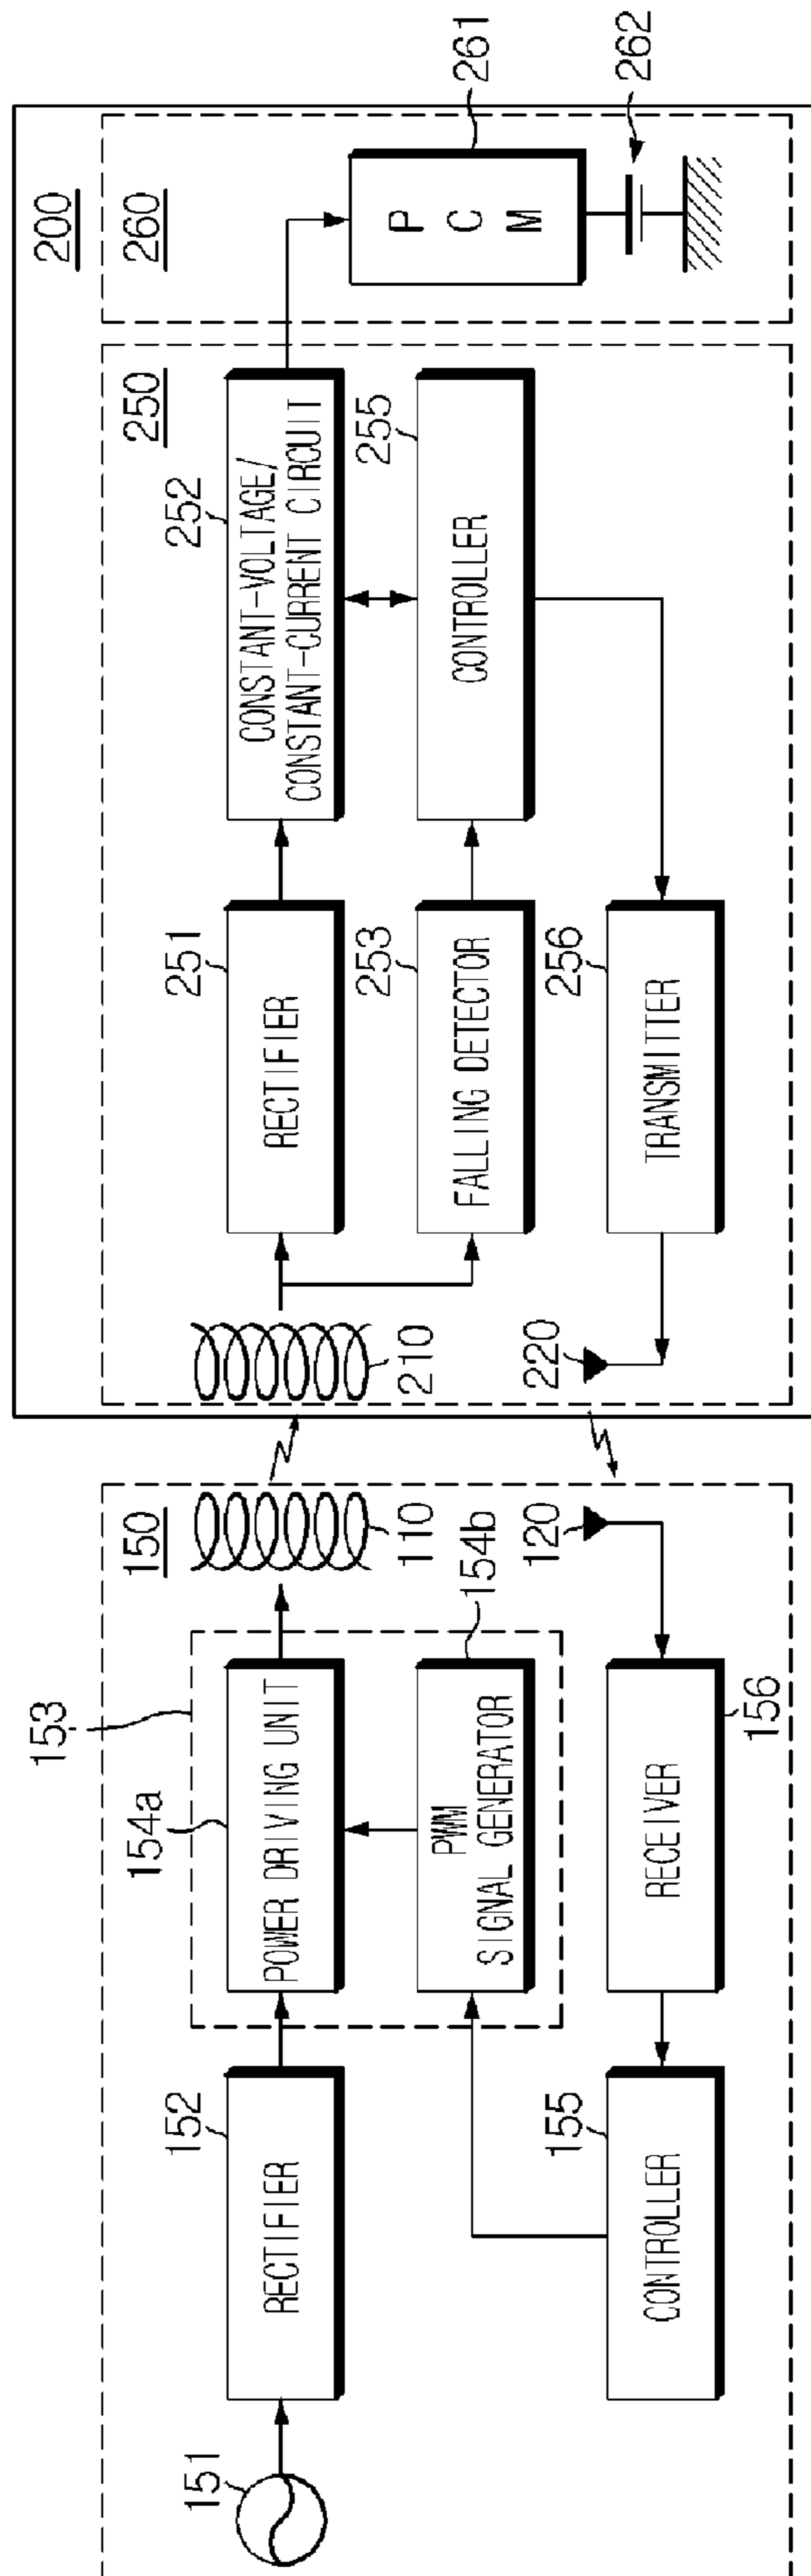 150
153
151
152
RECTIFIER
154a
POWER DRIVING UNIT
154b
PWM
SIGNAL GENERATOR
110
155
CONTROLLER
156
RECEIVER
120
200
250
210
251
RECTIFIER
252
CONSTANT-VOLTAGE/
CONSTANT-CURRENT CIRCUIT
253
FALLING DETECTOR
255
CONTROLLER
220
256
TRANSMITTER
260
P C M
261
262